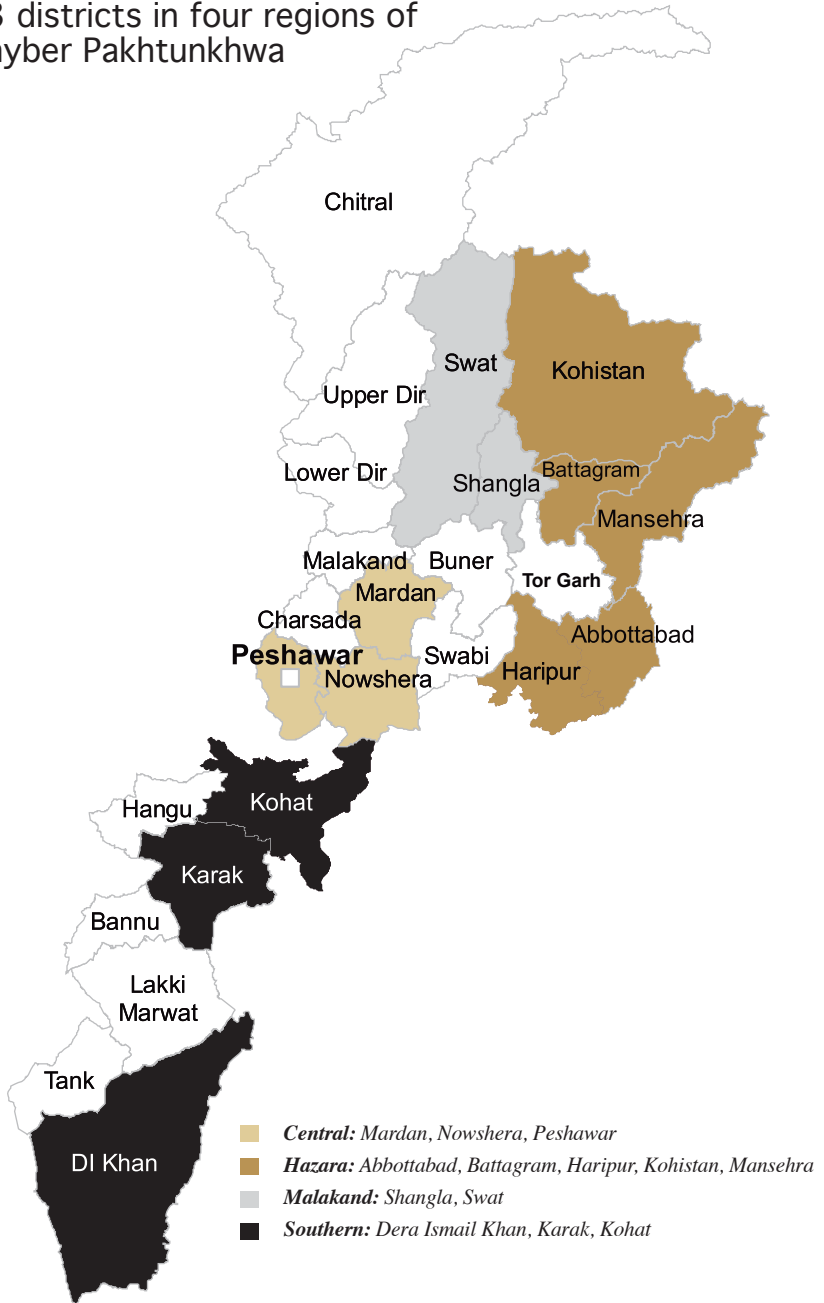 districts in four regions of
Pakhtunkhwa
Chitral
Swat
Kohistan
Upper Dir
Lower Dir
Shangla
Battagram
Mansehra
Malakand
Buner
Tor Garh
Mardan
Charsada
Abbottabad
Peshawar
Swabi
Haripur
Nowshera
Kohat
Hangu
Karak
Bannu
Lakki
Marwat
Tank
DI Khan
Central: Mardan, Nowshera, Peshawar
Hazara: Abbottabad, Battagram, Haripur, Kohistan, Mansehra
Malakand: Shangla, Swat
Southern: Dera Ismail Khan, Karak, Kohat